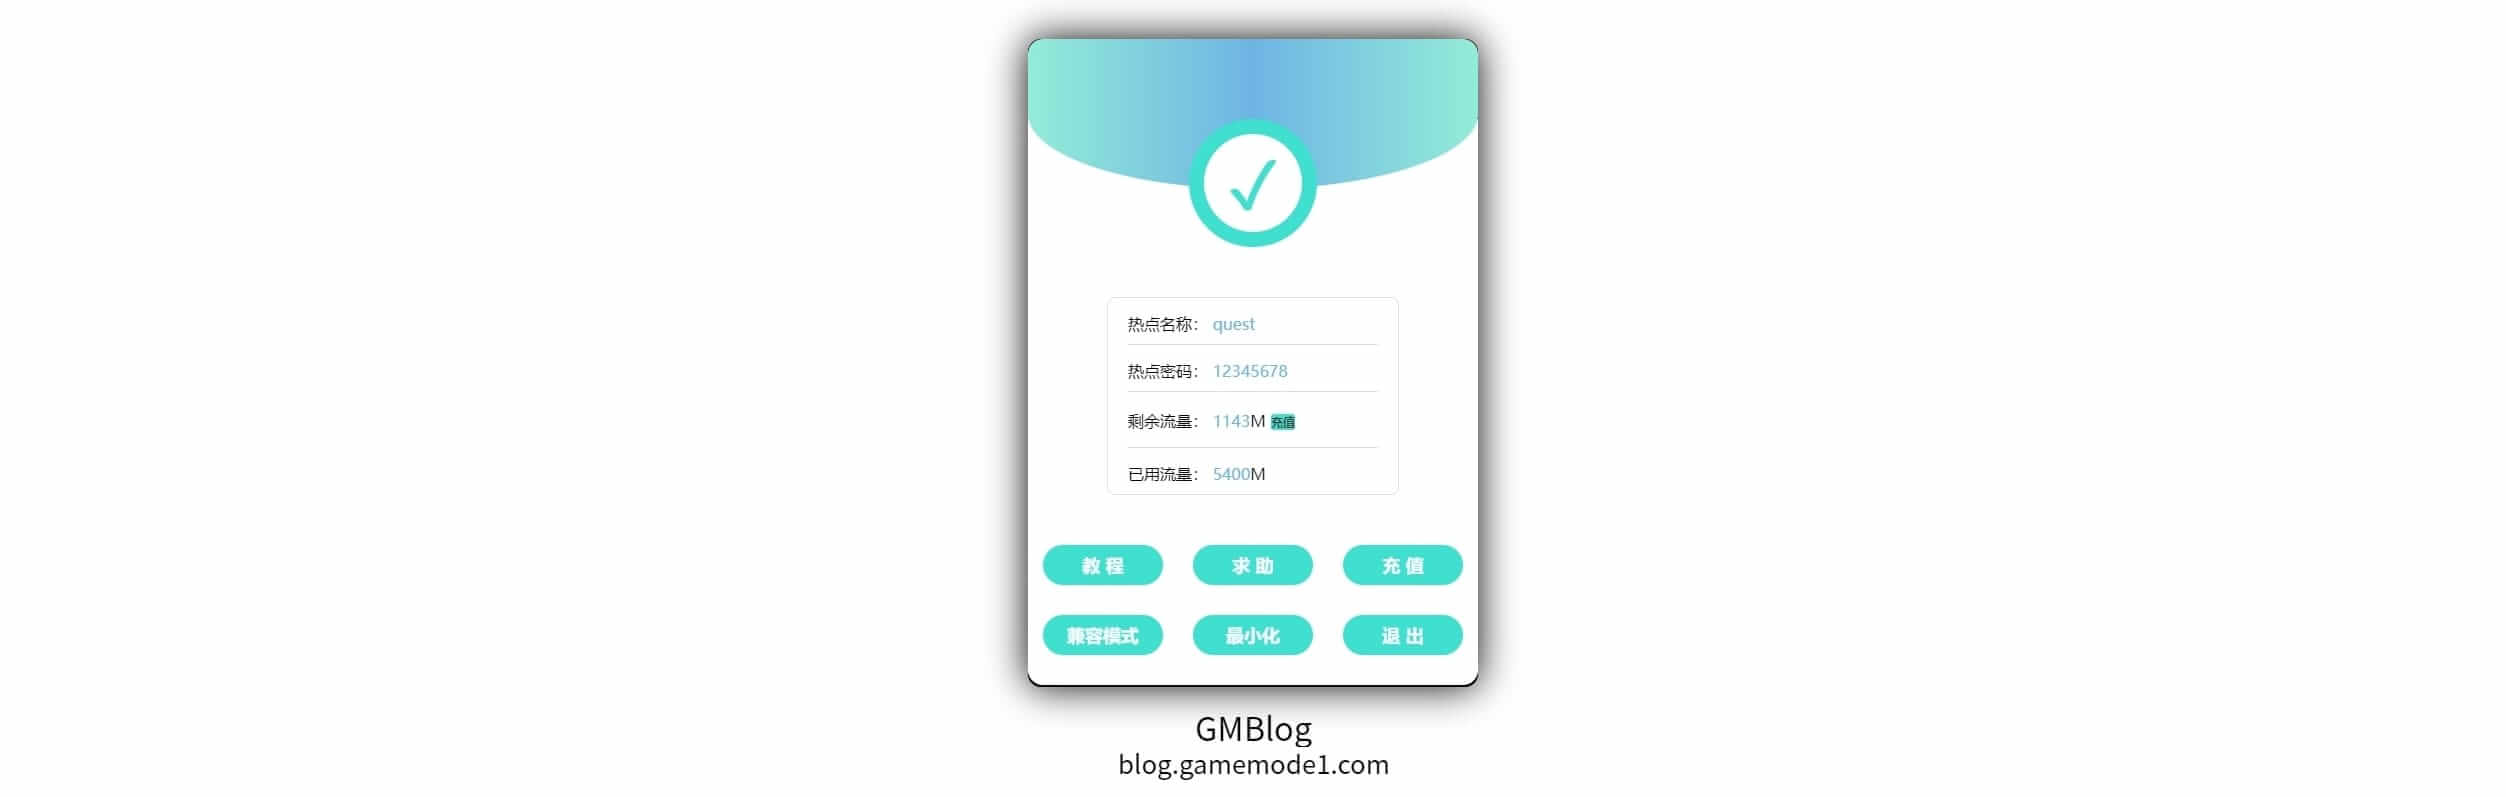 热点名称： quest
热点密码： 12345678
剩余流量： 1143M 充值
已用流量： 5400M
教 程 求 助 充 值
兼容模式 最小化 退 出
GMBlog
blog.gamemode1.com